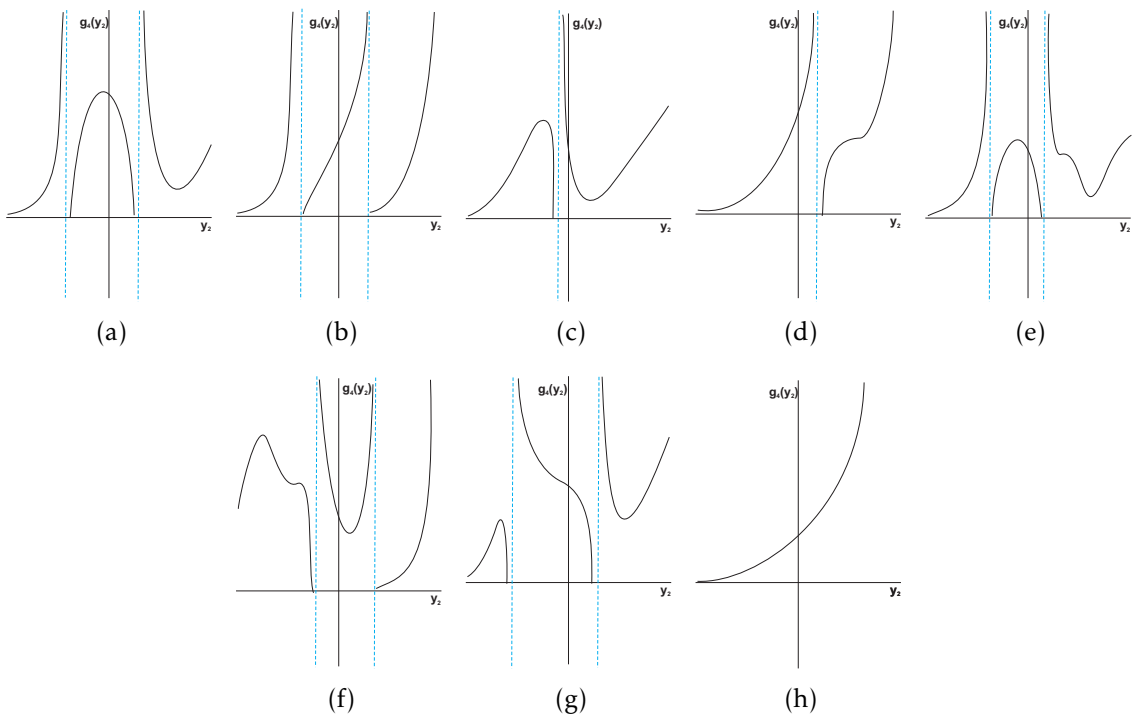 g₄(y₂) g₄(y₂) g₄(y₂) g₄(y₂) g₄(y₂)
y₂ y₂ y₂ y₂ y₂
(a) (b) (c) (d) (e)
g₄(y₂) g₄(y₂) g₄(y₂)
y₂ y₂ y₂
(f) (g) (h)